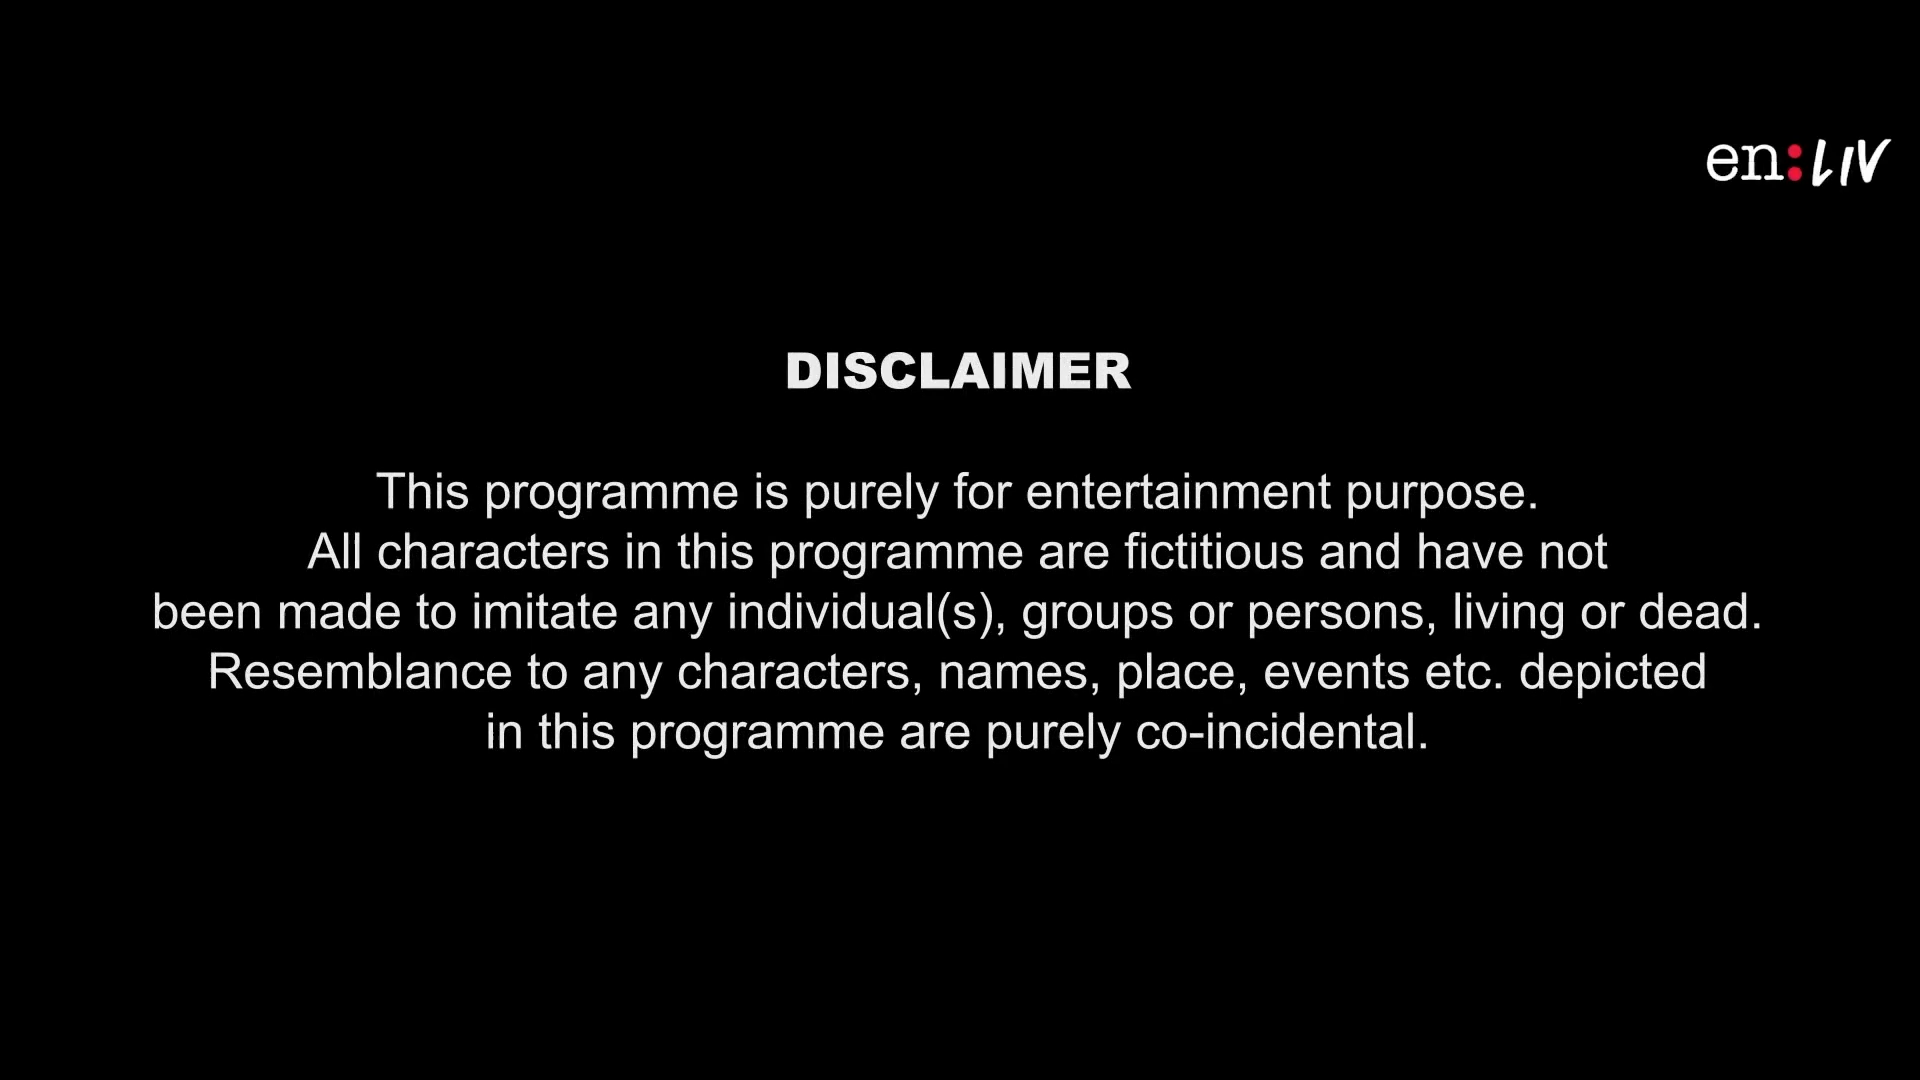 en:LIV
DISCLAIMER
This programme is purely for entertainment purpose.
All characters in this programme are fictitious and have not
been made to imitate any individual(s), groups or persons, living or dead.
Resemblance to any characters, names, place, events etc. depicted
in this programme are purely co-incidental.